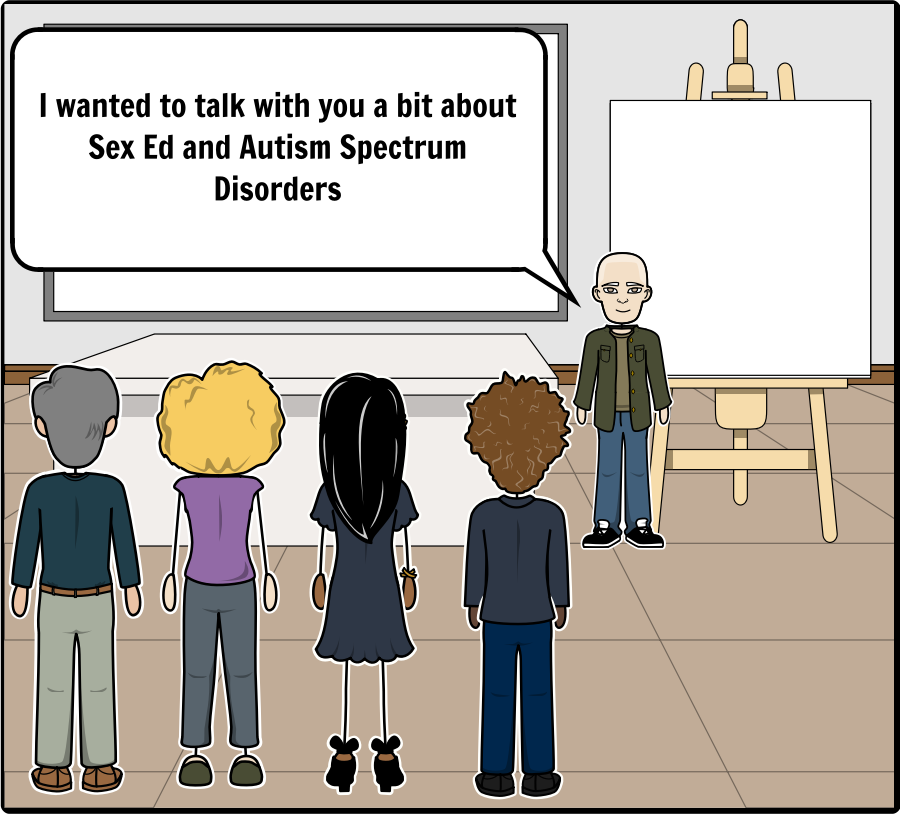 I wanted to talk with you a bit about
Sex Ed and Autism Spectrum
Disorders